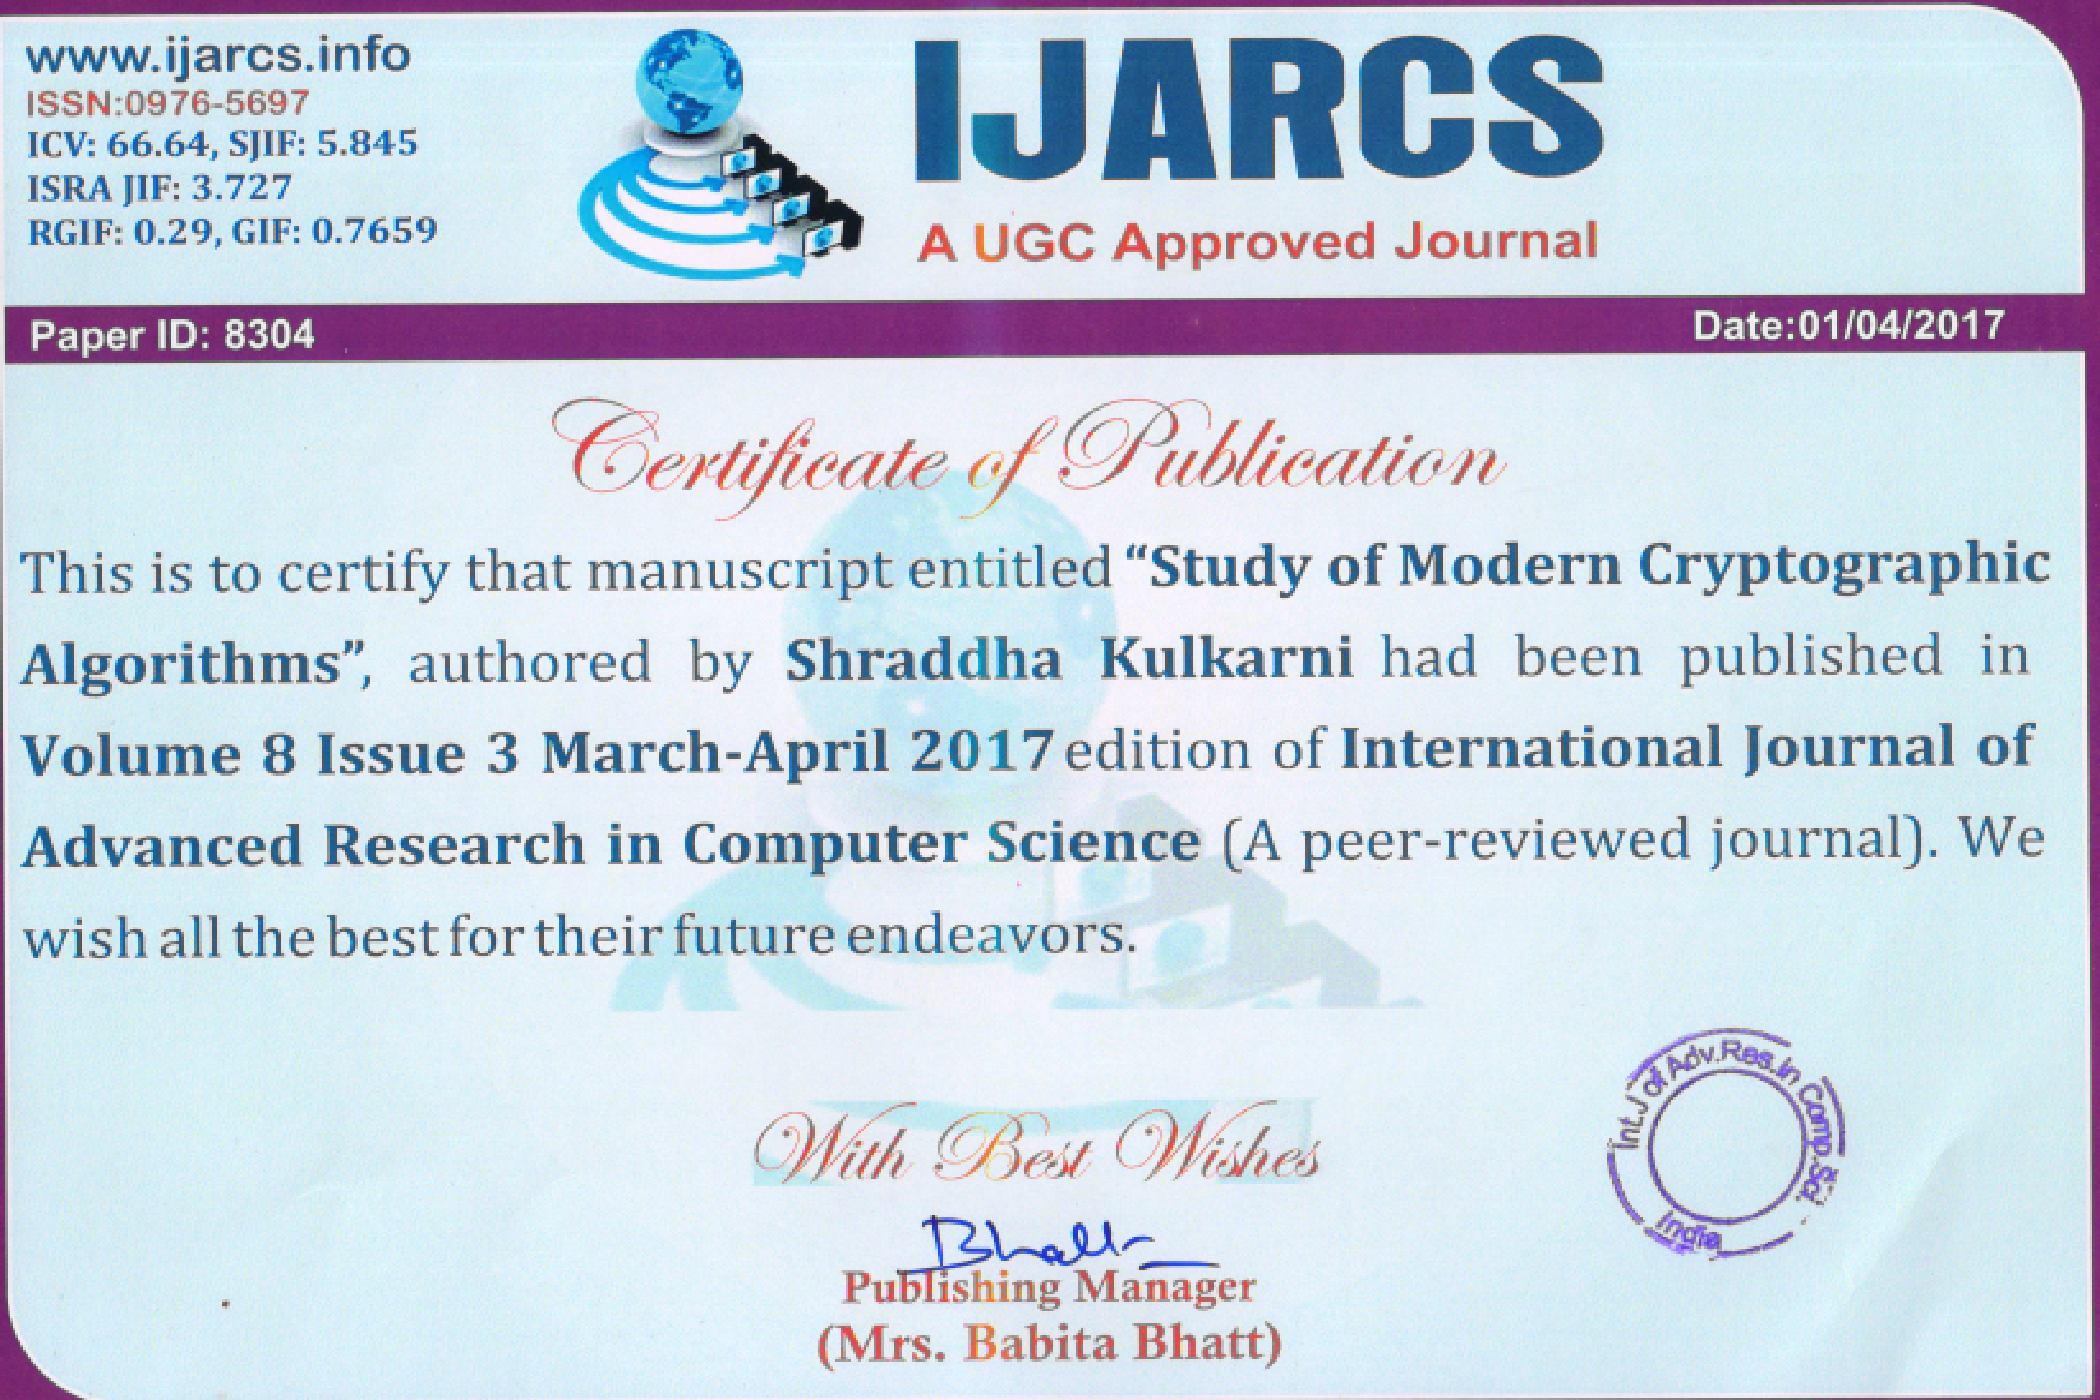 www.ijarcs.info
ISSN:0976-5697
ICV: 66.64, SJIF: 5.845
ISRA JIF: 3.727
RGIF: 0.29, GIF: 0.7659
IJARCS
A UGC Approved Journal
Paper ID: 8304
Date:01/04/2017
Certificate of Publication
This is to certify that manuscript entitled “Study of Modern Cryptographic
Algorithms”, authored by Shraddha Kulkarni had been published in
Volume 8 Issue 3 March-April 2017 edition of International Journal of
Advanced Research in Computer Science (A peer-reviewed journal). We
wish all the best for their future endeavors.
With Best Wishes
Bhatt
Publishing Manager
(Mrs. Babita Bhatt)
Int.J of Adv.Res.in Comp.Sci.
India